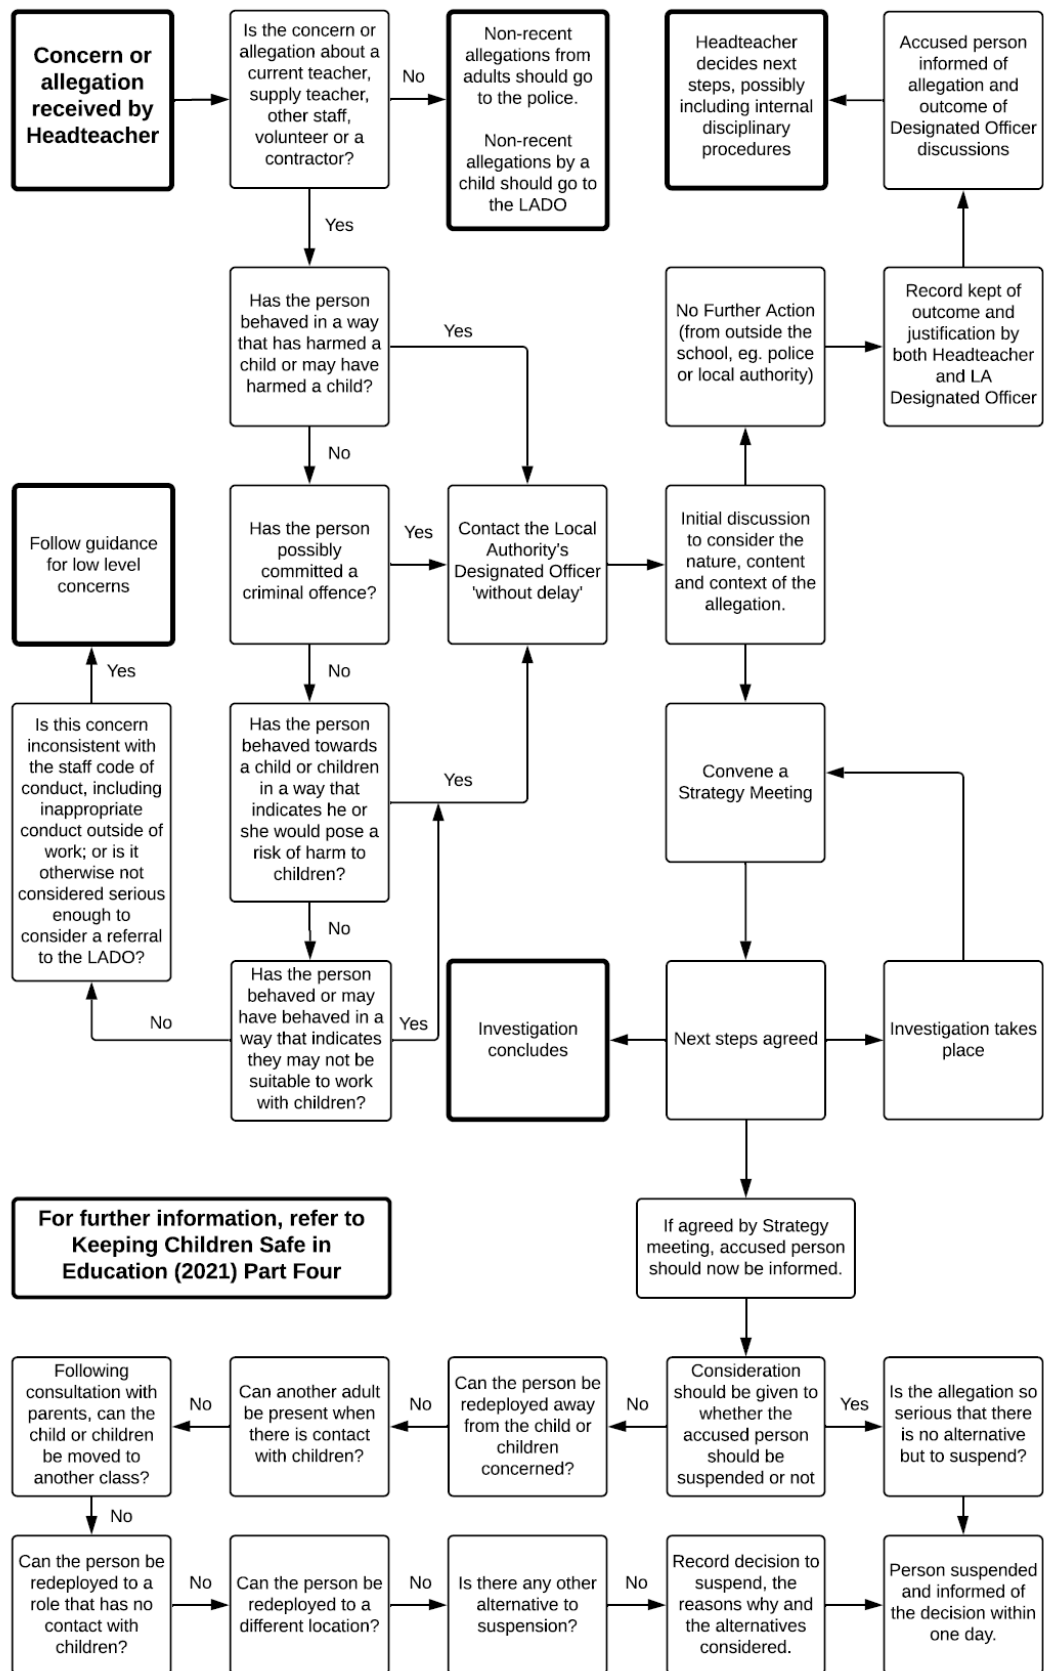 Concern or
allegation
received by
Headteacher
Is the concern or
allegation about a
current teacher,
supply teacher,
other staff,
volunteer or a
contractor?
No
Non-recent
allegations from
adults should go
to the police.
Non-recent
allegations by a
child should go to
the LADO
Headteacher
decides next
steps, possibly
including internal
disciplinary
procedures
Accused person
informed of
allegation and
outcome of
Designated Officer
discussions
Yes
Has the person
behaved in a way
that has harmed a
child or may have
harmed a child?
Yes
No Further Action
(from outside the
school, eg. police
or local authority)
Record kept of
outcome and
justification by
both Headteacher
and LA
Designated Officer
No
Follow guidance
for low level
concerns
Has the person
possibly
committed a
criminal offence?
Yes
Contact the Local
Authority's
Designated Officer
'without delay'
Initial discussion
to consider the
nature, content
and context of the
allegation.
Yes
No
Is this concern
inconsistent with
the staff code of
conduct, including
inappropriate
conduct outside of
work; or is it
otherwise not
considered serious
enough to
consider a referral
to the LADO?
Has the person
behaved towards
a child or children
in a way that
indicates he or
she would pose a
risk of harm to
children?
Yes
Convene a
Strategy Meeting
No
No
Has the person
behaved or may
have behaved in a
way that indicates
they may not be
suitable to work
with children?
Yes
Investigation
concludes
Next steps agreed
Investigation takes
place
For further information, refer to
Keeping Children Safe in
Education (2021) Part Four
If agreed by Strategy
meeting, accused person
should now be informed.
Following
consultation with
parents, can the
child or children
be moved to
another class?
No
Can another adult
be present when
there is contact
with children?
No
Can the person be
redeployed away
from the child or
children
concerned?
No
Consideration
should be given to
whether the
accused person
should be
suspended or not
Yes
Is the allegation so
serious that there
is no alternative
but to suspend?
No
Can the person be
redeployed to a
role that has no
contact with
children?
No
Can the person be
redeployed to a
different location?
No
Is there any other
alternative to
suspension?
No
Record decision to
suspend, the
reasons why and
the alternatives
considered.
Person suspended
and informed of
the decision within
one day.